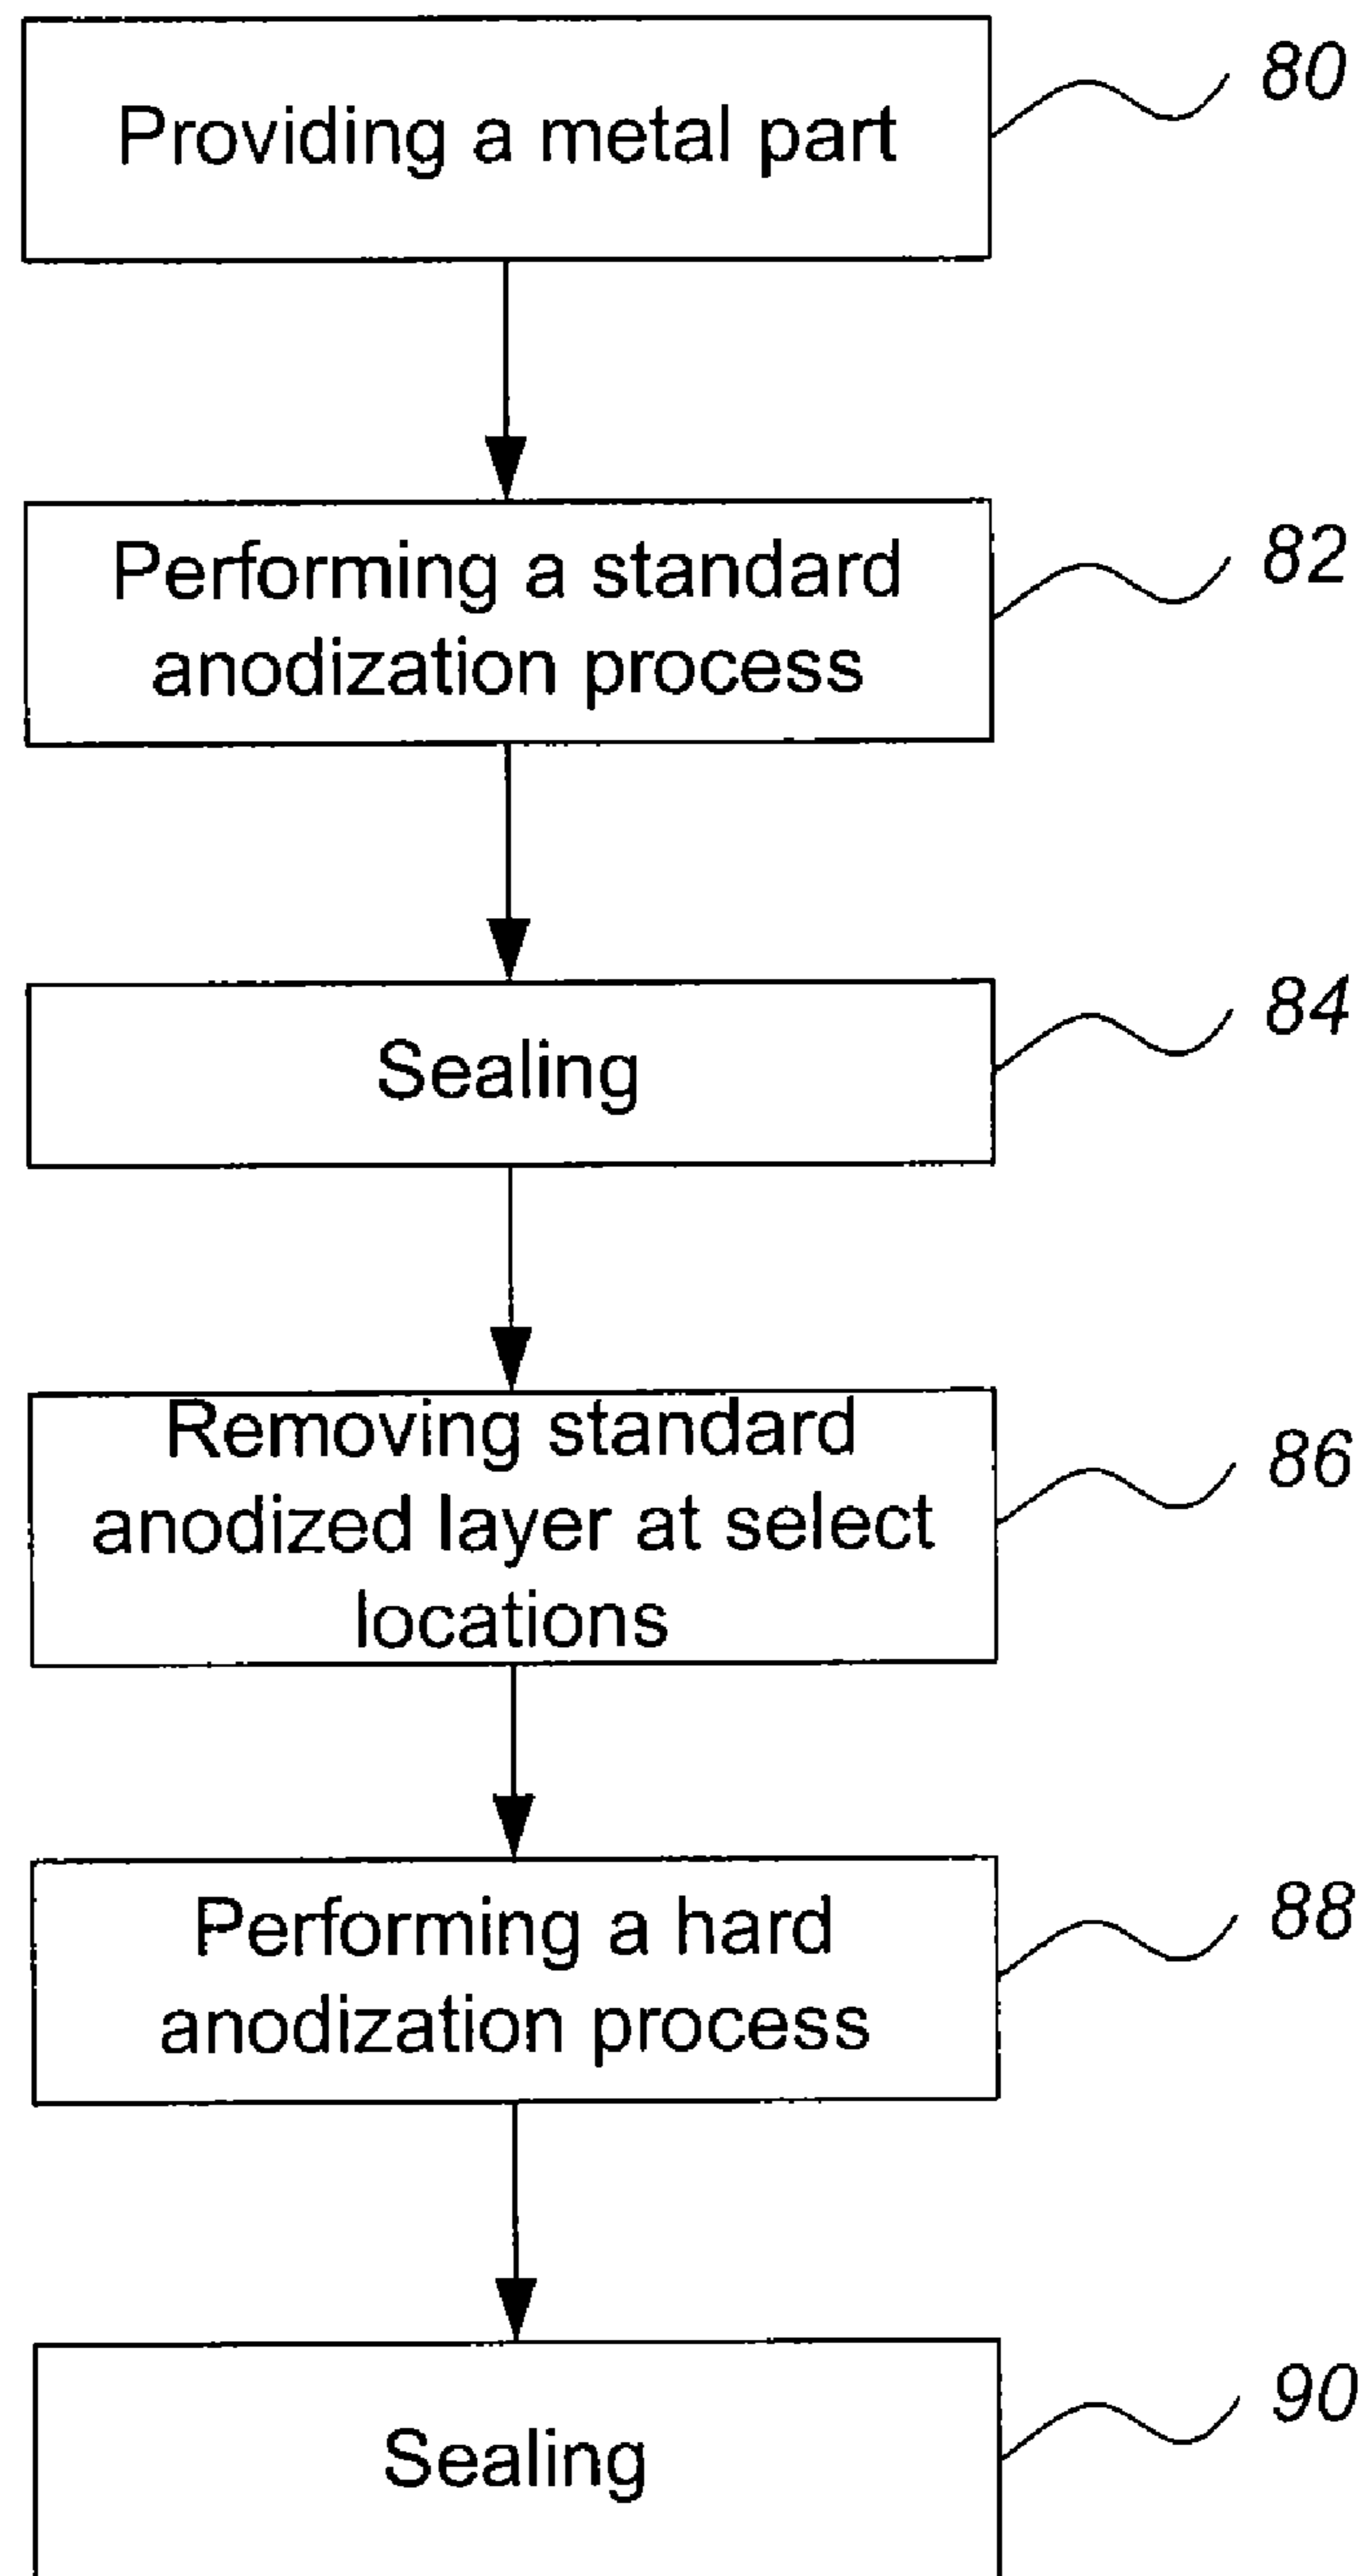 Providing a metal part
80
Performing a standard
anodization process
82
Sealing
84
Removing standard
anodized layer at select
locations
86
Performing a hard
anodization process
88
Sealing
90